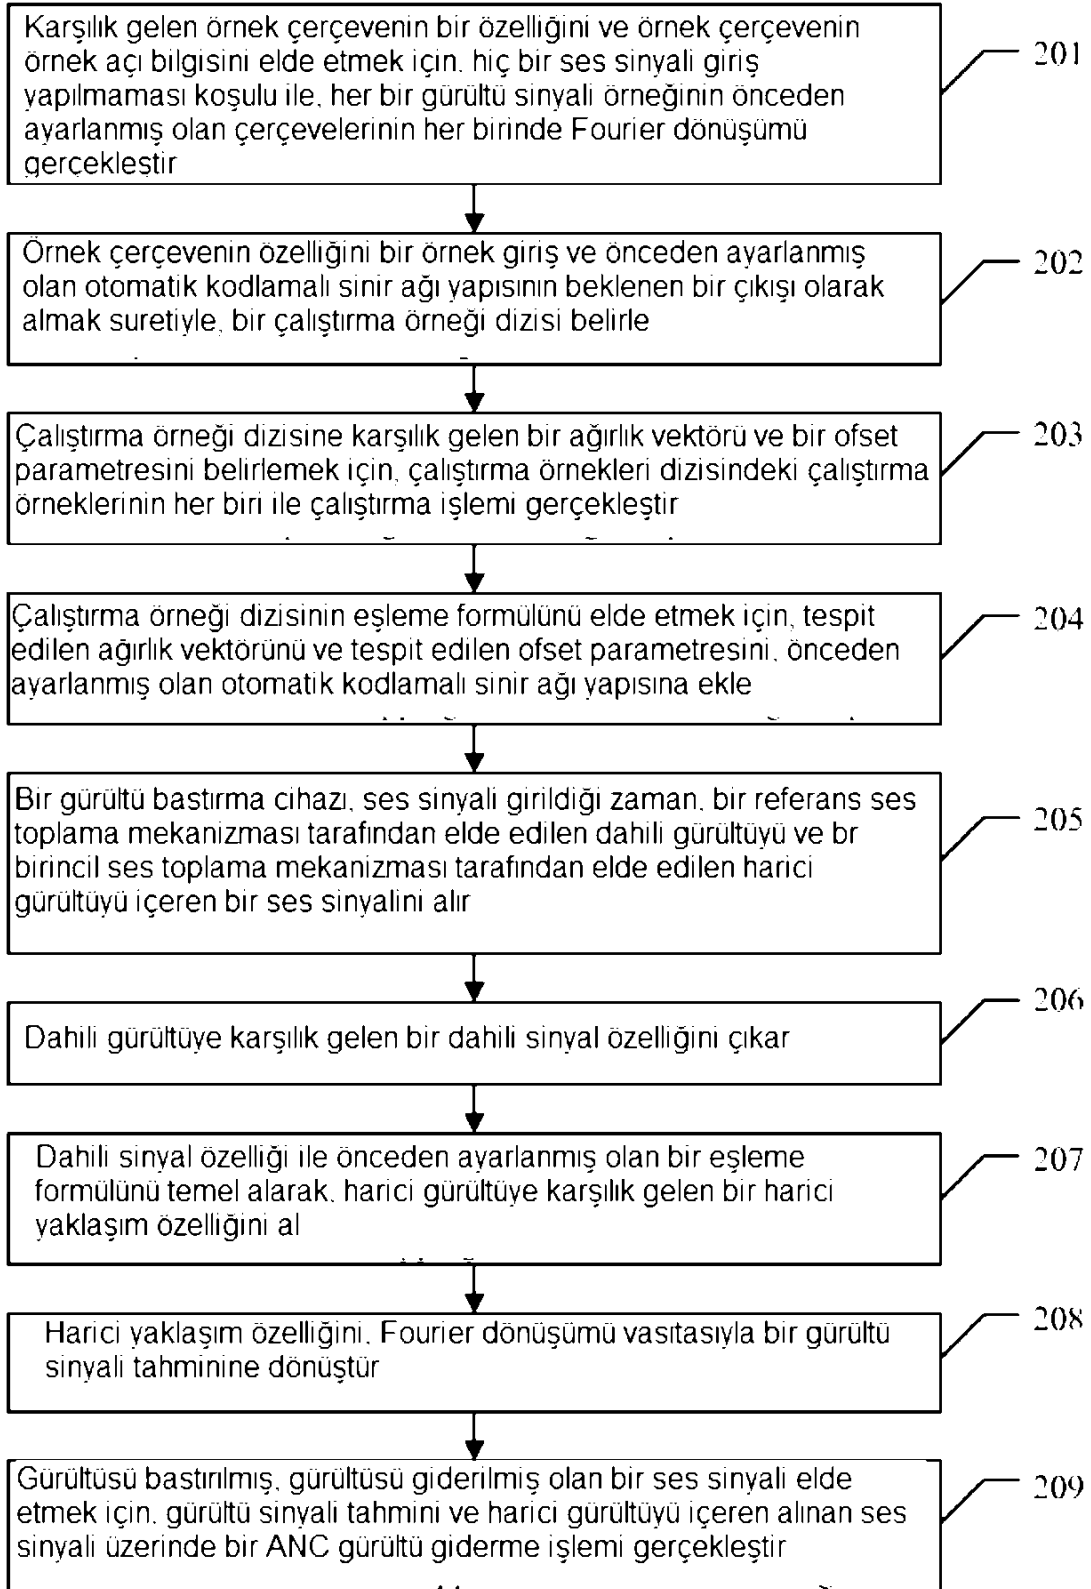 Karşılık gelen örnek çerçevenin bir özelliğini ve örnek çerçevenin
örnek açı bilgisini elde etmek için, hiç bir ses sinyali giriş
yapılmaması koşulu ile, her bir gürültü sinyali örneğinin önceden
ayarlanmış olan çerçevelerinin her birinde Fourier dönüşümü
gerçekleştir
201
Örnek çerçevenin özelliğini bir örnek giriş ve önceden ayarlanmış
olan otomatik kodlamalı sinir ağı yapısının beklenen bir çıkışı olarak
almak suretiyle, bir çalıştırma örneği dizisi belirle
202
Çalıştırma örneği dizisine karşılık gelen bir ağırlık vektörü ve bir ofset
parametresini belirlemek için, çalıştırma örnekleri dizisindeki çalıştırma
örneklerinin her biri ile çalıştırma işlemi gerçekleştir
203
Çalıştırma örneği dizisinin eşleme formülünü elde etmek için, tespit
edilen ağırlık vektörünü ve tespit edilen ofset parametresini, önceden
ayarlanmış olan otomatik kodlamalı sinir ağı yapısına ekle
204
Bir gürültü bastırma cihazı, ses sinyali girildiği zaman, bir referans ses
toplama mekanizması tarafından elde edilen dahili gürültüyü ve br
birincil ses toplama mekanizması tarafından elde edilen harici
gürültüyü içeren bir ses sinyalini alır
205
Dahili gürültüye karşılık gelen bir dahili sinyal özelliğini çıkar
206
Dahili sinyal özelliği ile önceden ayarlanmış olan bir eşleme
formülünü temel alarak, harici gürültüye karşılık gelen bir harici
yaklaşım özelliğini al
207
Harici yaklaşım özelliğini, Fourier dönüşümü vasıtasıyla bir gürültü
sinyali tahminine dönüştür
208
Gürültüsü bastırılmış, gürültüsü giderilmiş olan bir ses sinyali elde
etmek için, gürültü sinyali tahmini ve harici gürültüyü içeren alınan ses
sinyali üzerinde bir ANC gürültü giderme işlemi gerçekleştir
209